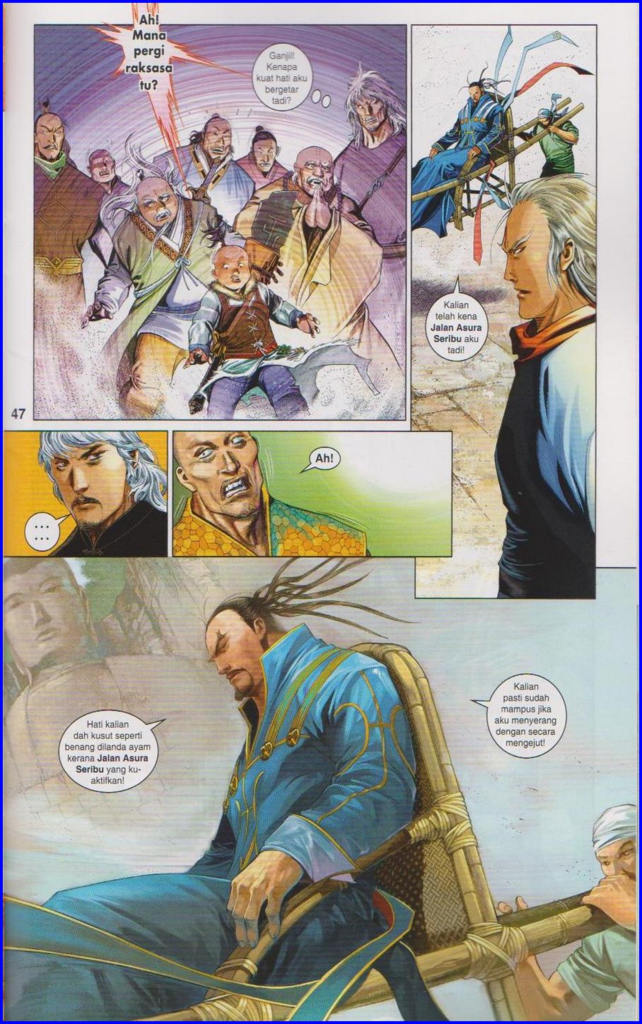 Ah!
Mana
pergi
raksasa
tu?
Ganjil!
Kenapa
kuat hati aku
bergetar
tadi?
Kalian
telah kena
Jalan Asura
Seribu aku
tadi!
47
...
...
Ah!
Hati kalian
dah kusut seperti
benang dilanda ayam
kerana Jalan Asura
Seribu yang ku-
aktifkan!
Kalian
pasti sudah
mampus jika
aku menyerang
dengan secara
mengejut!